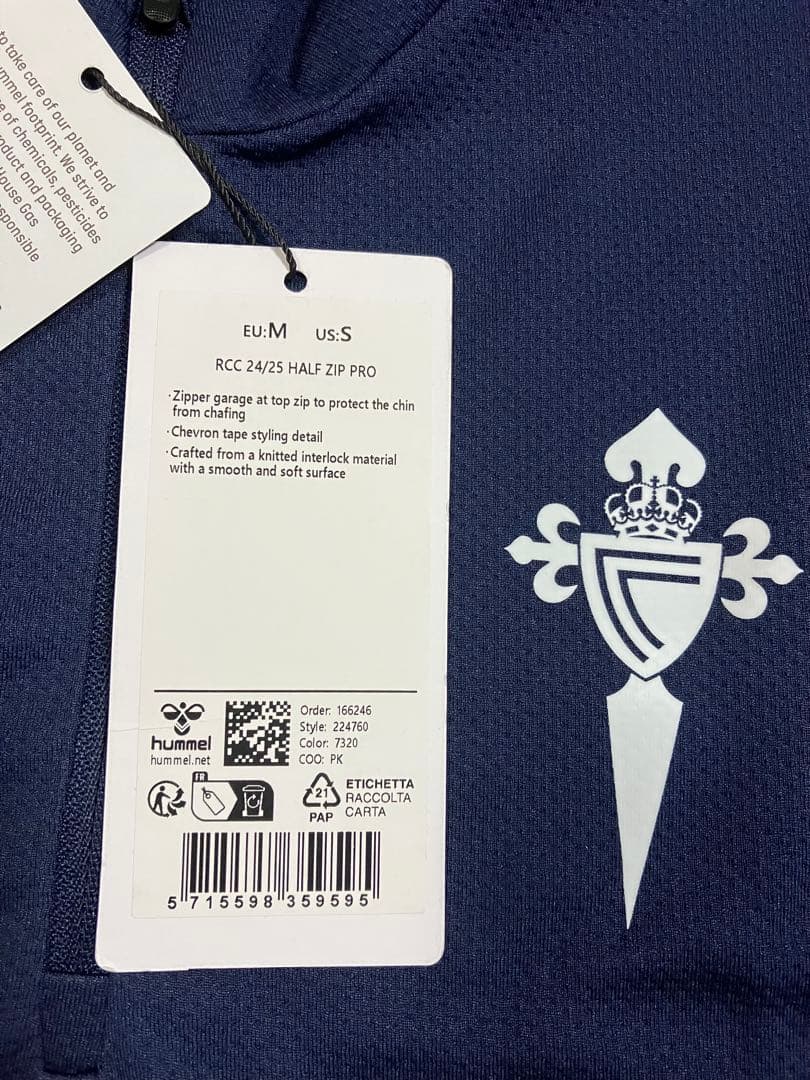 to take care of our planet and
hummel footprint. We strive to
of chemicals, pesticides
product and packaging
House Gas
responsible
EU:M US:S
RCC 24/25 HALF ZIP PRO
·Zipper garage at top zip to protect the chin
from chafing
·Chevron tape styling detail
·Crafted from a knitted interlock material
with a smooth and soft surface
hummel
hummel.net
Order: 166246
Style: 224760
Color: 7320
COO: PK
FR
21
PAP
ETICHETTA
RACCOLTA
CARTA
5 715598 359595